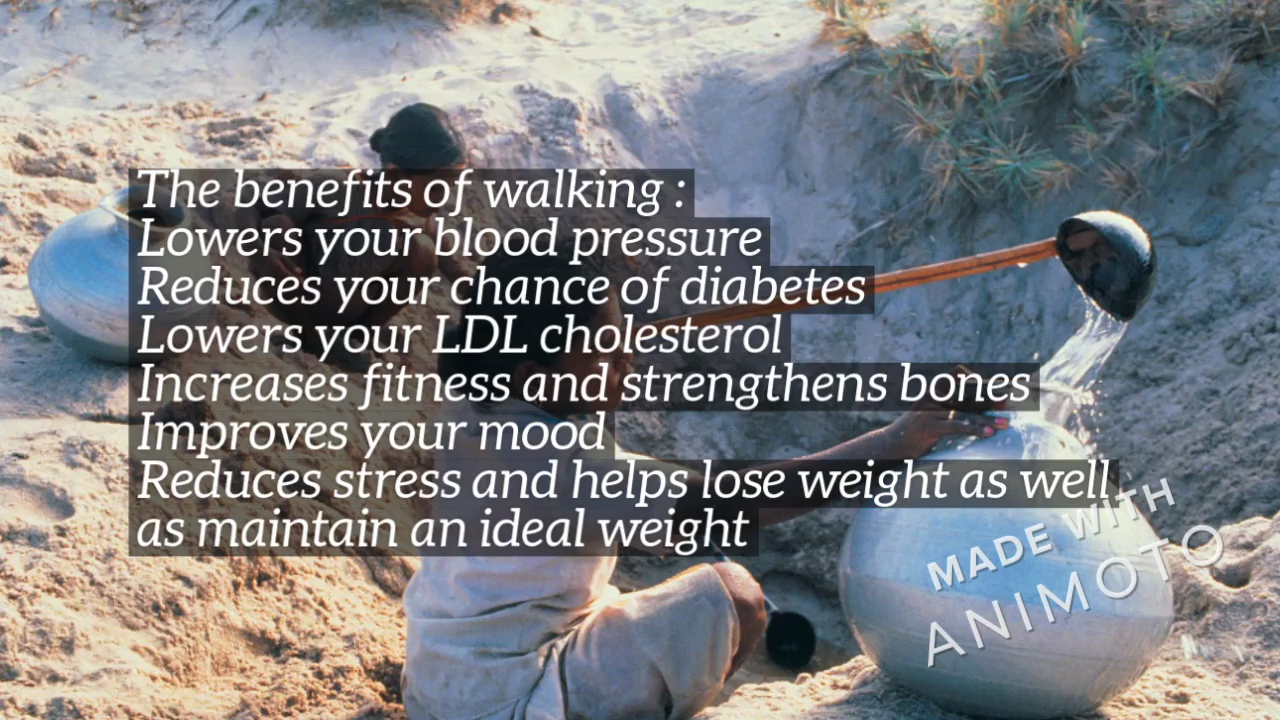 The benefits of walking :
Lowers your blood pressure
Reduces your chance of diabetes
Lowers your LDL cholesterol
Increases fitness and strengthens bones
Improves your mood
Reduces stress and helps lose weight as well
as maintain an ideal weight
MADE WITH
ANIMOTO